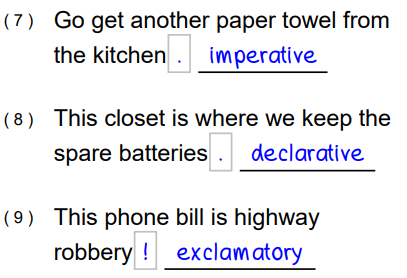 (7) Go get another paper towel from
the kitchen . imperative
(8) This closet is where we keep the
spare batteries . declarative
(9) This phone bill is highway
robbery ! exclamatory